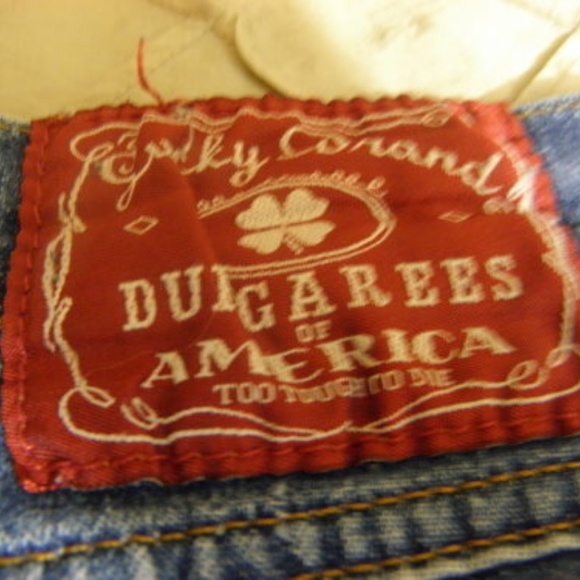 Lucky Brand
DUNGAREES
OF
AMERICA
TOO TOUGH TO DIE